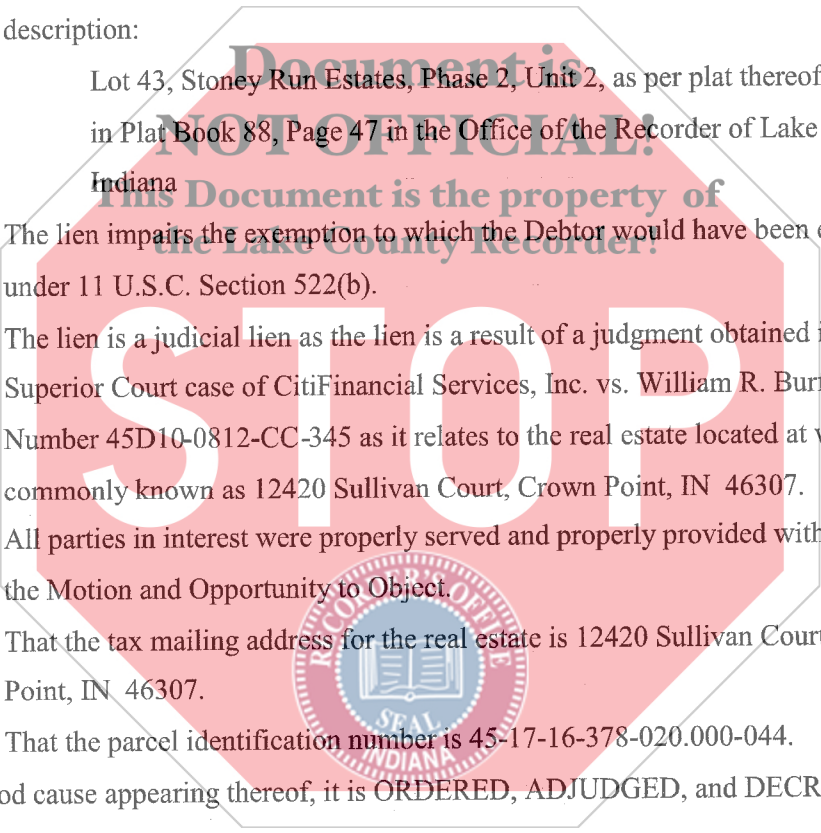 description:
Lot 43, Stoney Run Estates, Phase 2, Unit 2, as per plat thereof
in Plat Book 88, Page 47 in the Office of the Recorder of Lake
Indiana
The lien impairs the exemption to which the Debtor would have been
under 11 U.S.C. Section 522(b).
The lien is a judicial lien as the lien is a result of a judgment obtained
Superior Court case of CitiFinancial Services, Inc. vs. William R. Bur
Number 45D10-0812-CC-345 as it relates to the real estate located at
commonly known as 12420 Sullivan Court, Crown Point, IN 46307.
All parties in interest were properly served and properly provided with
the Motion and Opportunity to Object.
That the tax mailing address for the real estate is 12420 Sullivan Court
Point, IN 46307.
That the parcel identification number is 45-17-16-378-020.000-044.
od cause appearing thereof, it is ORDERED, ADJUDGED, and DECR
Document is
NOT OFFICIAL!
This Document is the property of
the Lake County Recorder!
STOP
RECORDER'S OFFICE
SEAL
INDIANA